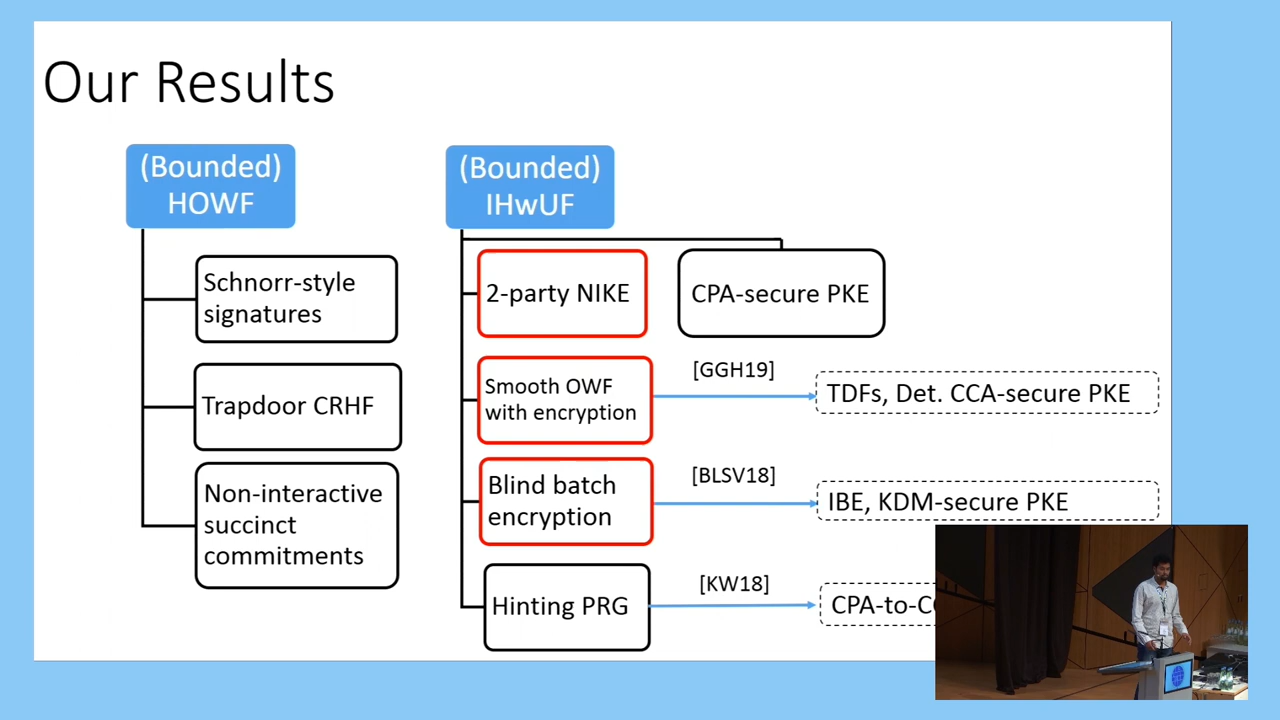 Our Results
(Bounded)
HOWF
Schnorr-style
signatures
Trapdoor CRHF
Non-interactive
succinct
commitments
(Bounded)
IHwUF
2-party NIKE
CPA-secure PKE
Smooth OWF
with encryption
[GGH19]
TDFs, Det. CCA-secure PKE
Blind batch
encryption
[BLSV18]
IBE, KDM-secure PKE
Hinting PRG
[KW18]
CPA-to-C